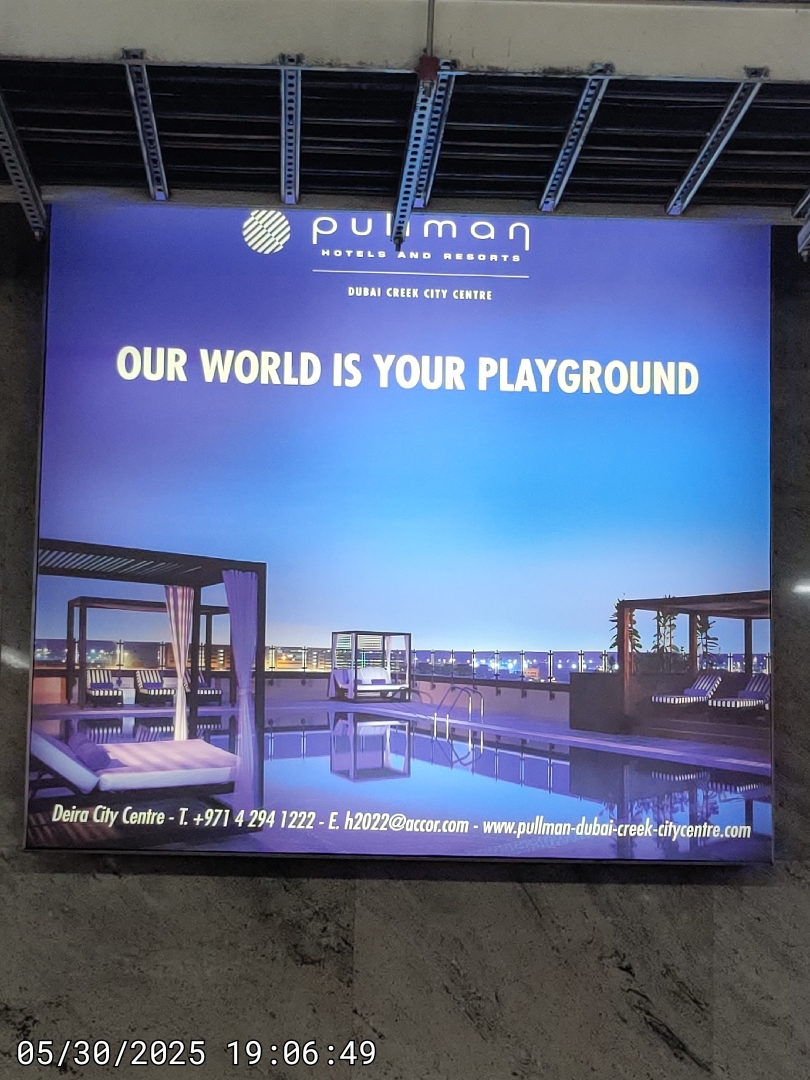 pullman
HOTELS AND RESORTS
DUBAI CREEK CITY CENTRE
OUR WORLD IS YOUR PLAYGROUND
Deira City Centre - T. +971 4 294 1222 - E. h2022@accor.com - www.pullman-dubai-creek-citycentre.com
05/30/2025 19:06:49